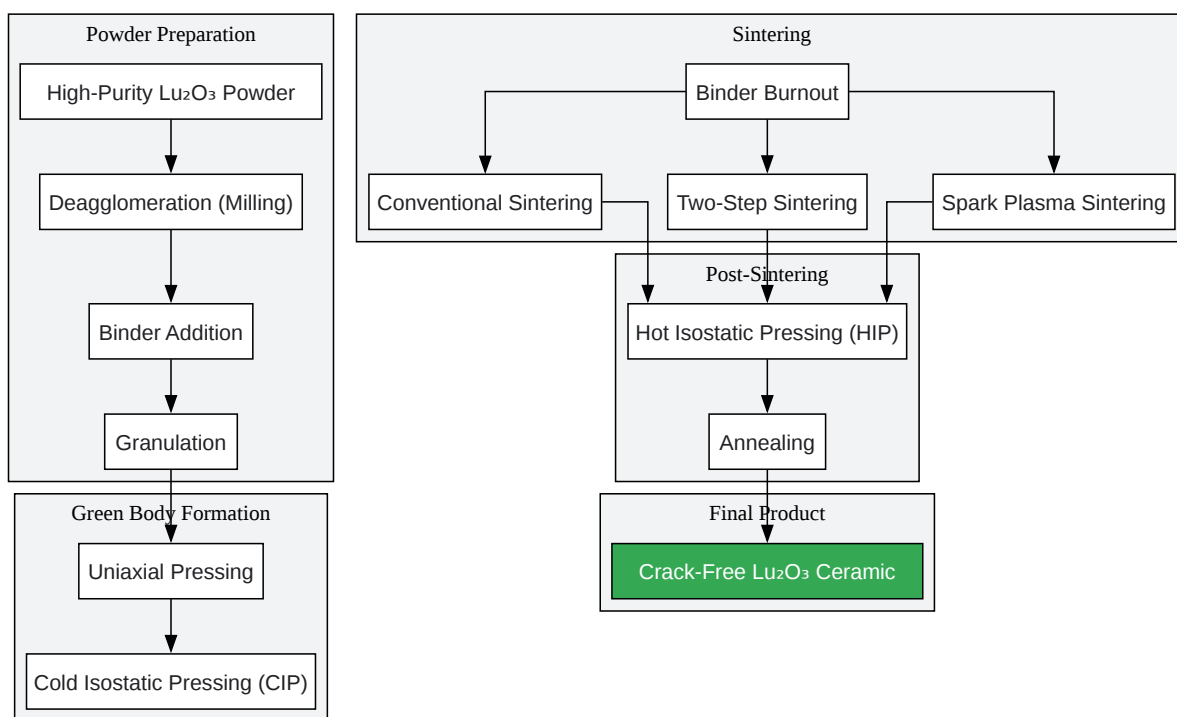 Powder Preparation
High-Purity Lu₂O₃ Powder
Deagglomeration (Milling)
Binder Addition
Granulation
Green Body Formation
Uniaxial Pressing
Cold Isostatic Pressing (CIP)
Sintering
Binder Burnout
Conventional Sintering
Two-Step Sintering
Spark Plasma Sintering
Post-Sintering
Hot Isostatic Pressing (HIP)
Annealing
Final Product
Crack-Free Lu₂O₃ Ceramic